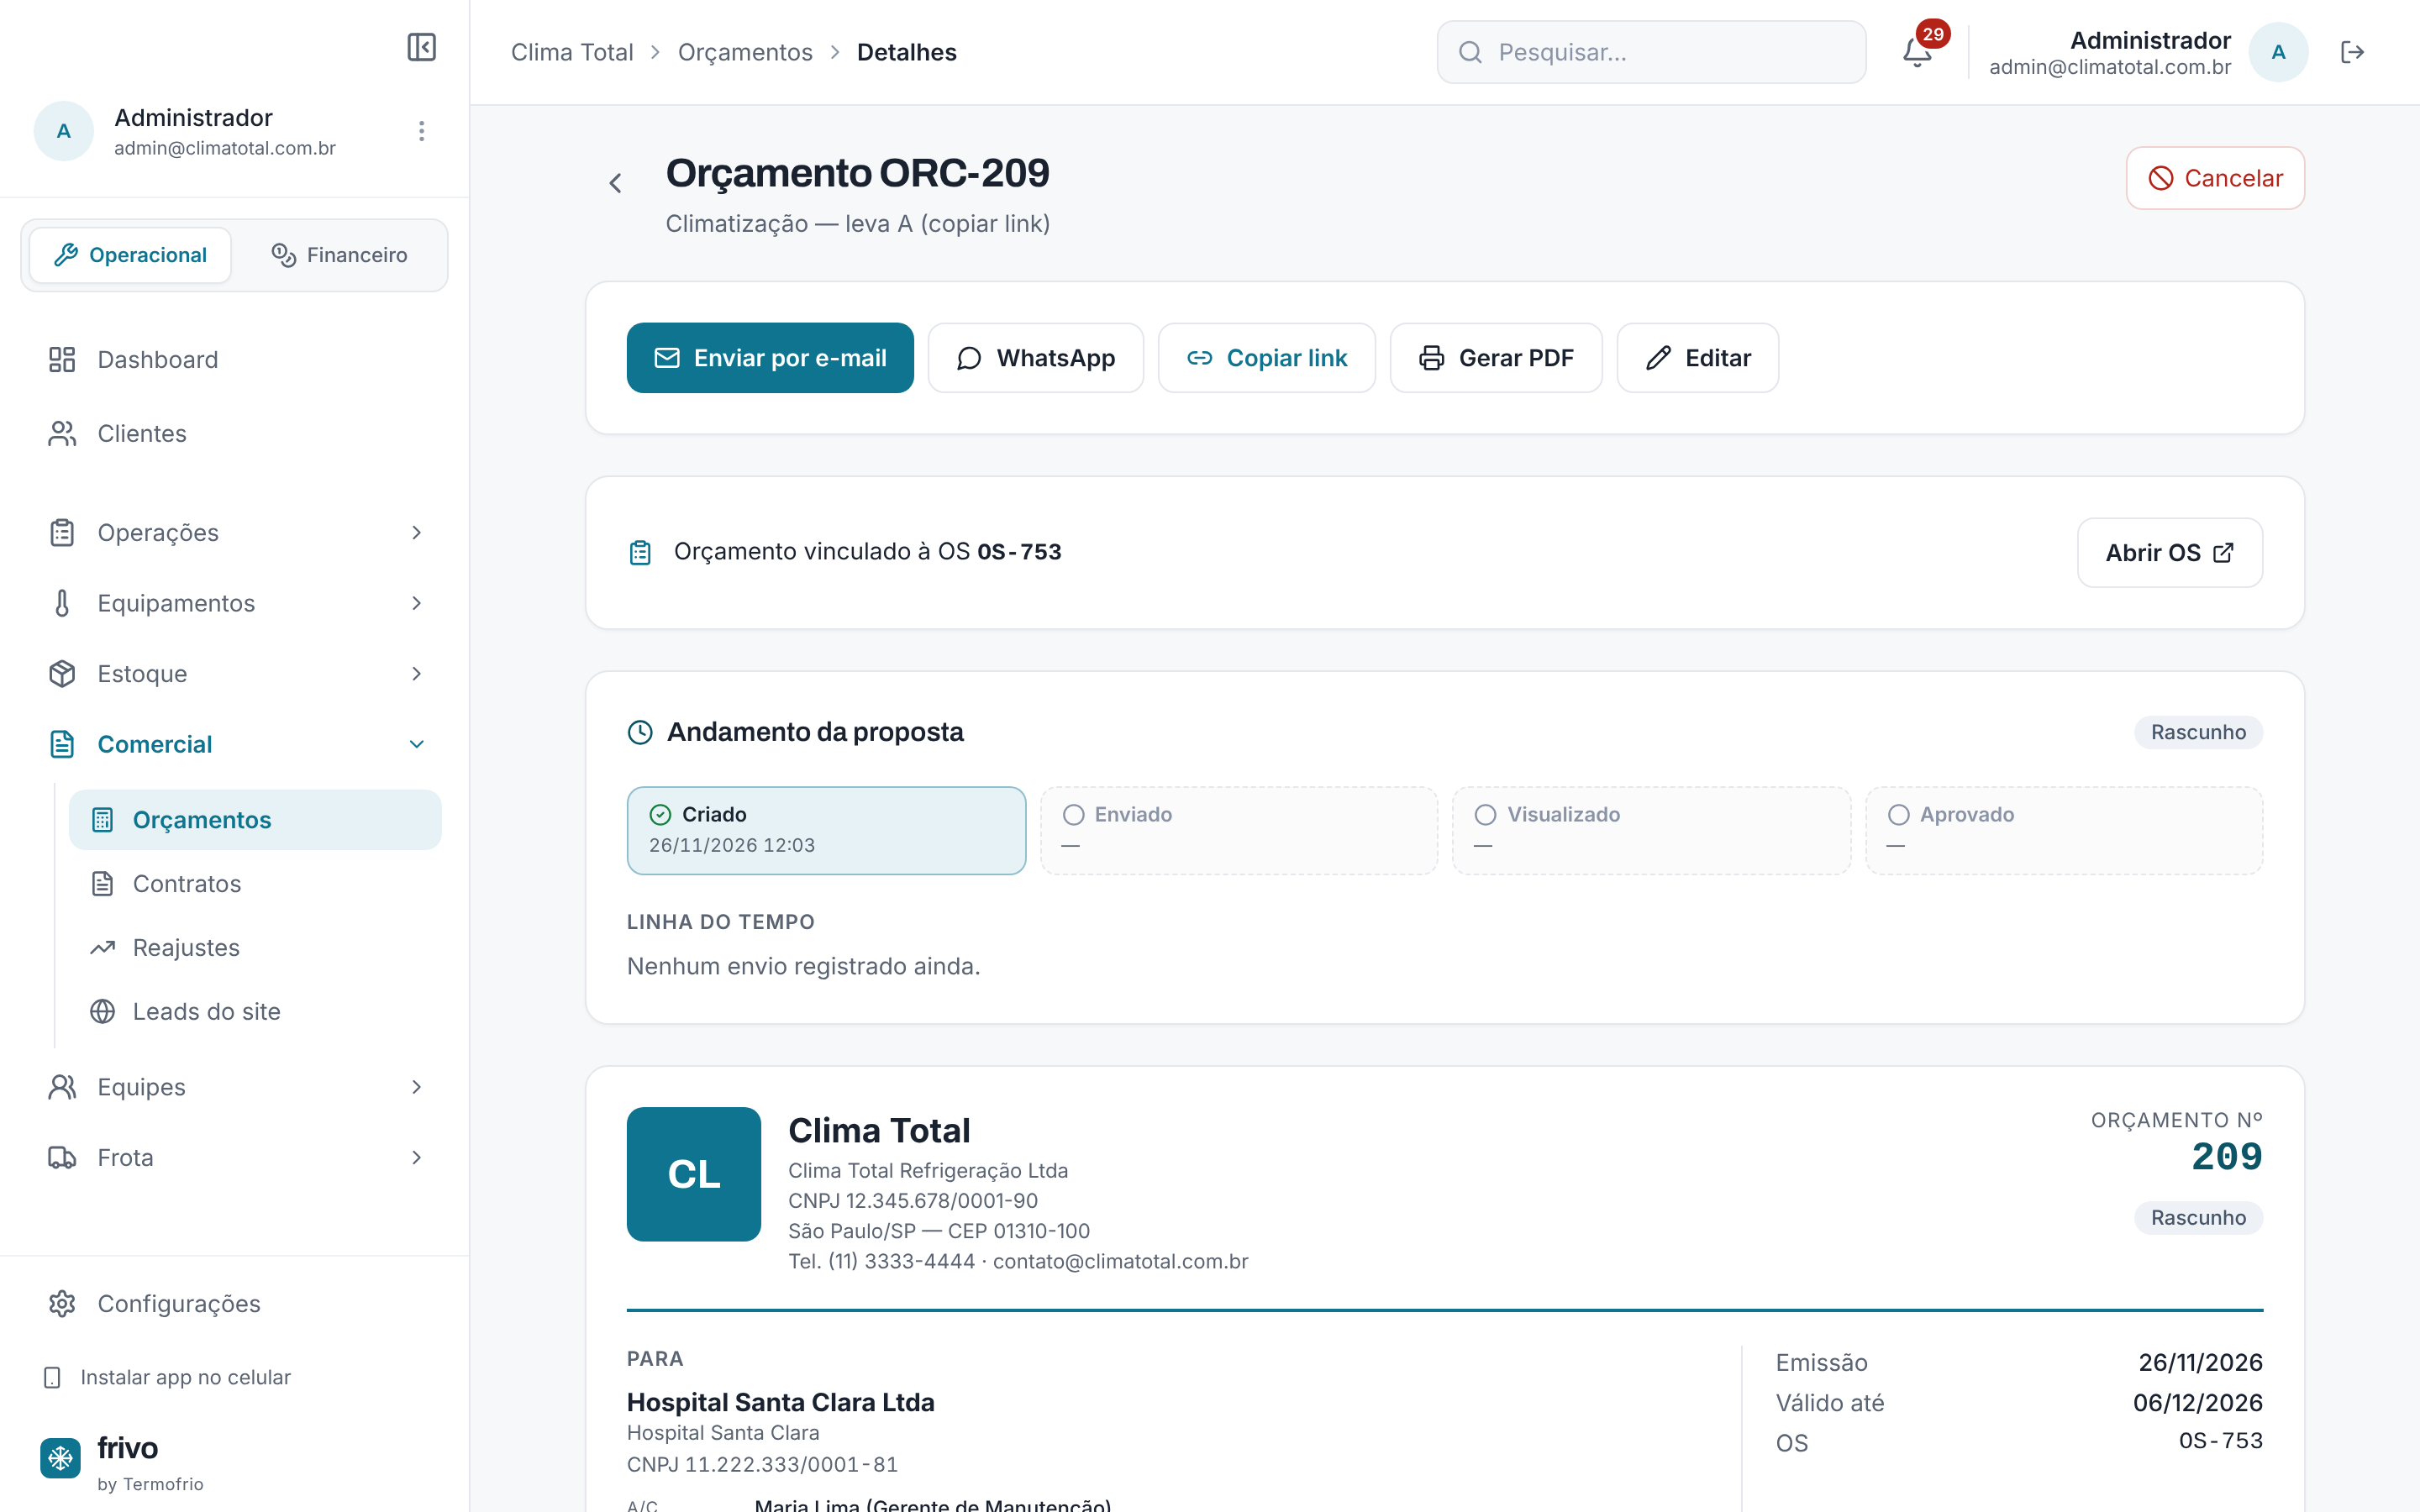 Administrador
admin@climatotal.com.br
A
Operacional
Financeiro
Dashboard
Clientes
Operações
Equipamentos
Estoque
Comercial
Orçamentos
Contratos
Reajustes
Leads do site
Equipes
Frota
Configurações
Instalar app no celular
frivo
by Termofrio
Clima Total > Orçamentos > Detalhes
Pesquisar...
29
Administrador
admin@climatotal.com.br
A
Orçamento ORC-209
Climatização — leva A (copiar link)
Cancelar
Enviar por e-mail
WhatsApp
Copiar link
Gerar PDF
Editar
Orçamento vinculado à OS OS-753
Abrir OS
Andamento da proposta
Rascunho
Criado
26/11/2026 12:03
Enviado
—
Visualizado
—
Aprovado
—
LINHA DO TEMPO
Nenhum envio registrado ainda.
CL
Clima Total
Clima Total Refrigeração Ltda
CNPJ 12.345.678/0001-90
São Paulo/SP — CEP 01310-100
Tel. (11) 3333-4444 · contato@climatotal.com.br
ORÇAMENTO Nº
209
Rascunho
PARA
Hospital Santa Clara Ltda
Hospital Santa Clara
CNPJ 11.222.333/0001-81
A/C Maria Lima (Gerente de Manutenção)
Emissão 26/11/2026
Válido até 06/12/2026
OS OS-753